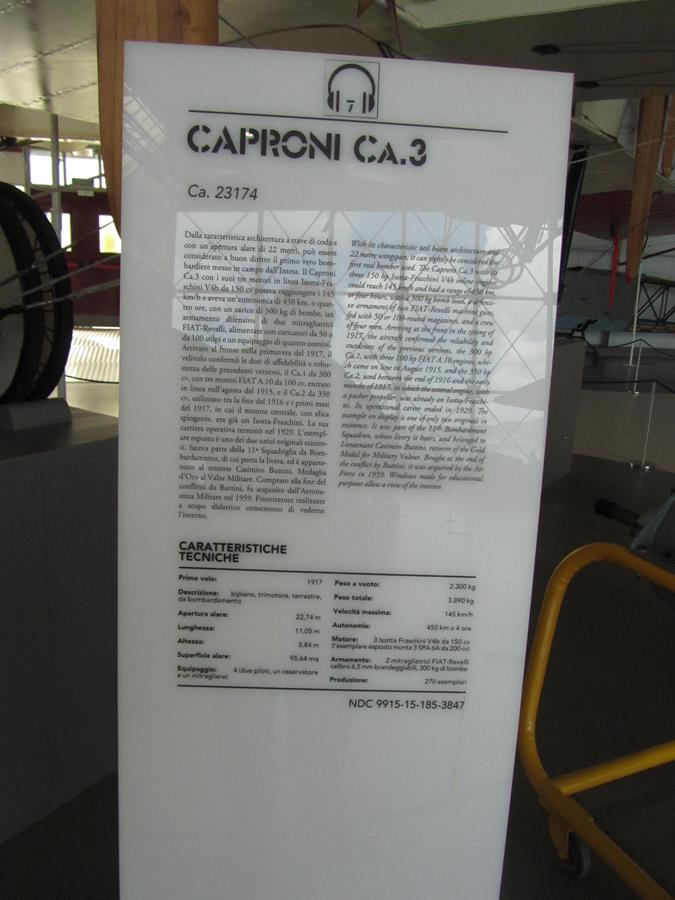 7
CAPRONI Ca.3
Ca. 23174
Dalla caratteristica architettura a trave di coda e
con un'apertura alare di 22 metri, può essere
considerato a buon diritto il primo vero bom-
bardiere messo in campo dall'Intesa. Il Caproni
Ca.3 con i suoi tre motori in linea Isotta-Fra-
schini V4b da 150 cv poteva raggiungere i 145
km/h e aveva un'autonomia di 450 km, o quat-
tro ore, con un carico di 300 kg di bombe, un
armamento difensivo di due mitragliatrici
FIAT-Revelli, alimentate con caricatori da 50 o
da 100 colpi e un equipaggio di quattro uomini.
Arrivato al fronte nella primavera del 1917, il
velivolo confermò le doti di affidabilità e robu-
stezza delle precedenti versioni, il Ca.1 da 300
cv, con tre motori FIAT A.10 da 100 cv, entrato
in linea nell'agosto del 1915, e il Ca.2 da 350
cv, utilizzato tra la fine del 1916 e i primi mesi
del 1917, in cui il motore centrale, con elica
spingente, era già un Isotta-Fraschini. La sua
carriera operativa terminò nel 1929. L'esempl-
are esposto è uno dei due unici originali esisten-
ti, faceva parte della 11ª Squadriglia da Bom-
bardamento, di cui porta la livrea, ed è apparte-
nuto al tenente Casimiro Buttini, Medaglia
d'Oro al Valore Militare. Comprato alla fine del
conflitto da Buttini, fu acquisito dall'Aeronau-
tica Militare nel 1959. Finestrature realizzate
a scopo didattico consentono di vederne
l'interno.
With its characteristic tail beam architecture and
22 metre wingspan, it can rightly be considered the
first real bomber used. The Caproni Ca.3 with its
three 150 hp Isotta-Fraschini V4b inline engines
could reach 145 km/h and had a range of 450 km,
or four hours, with a 300 kg bomb load, a defensi-
ve armament of two FIAT-Revelli machine guns,
fed with 50 or 100-round magazines, and a crew
of four men. Arriving at the front in the spring of
1917, the aircraft confirmed the reliability and
sturdiness of the previous versions, the 300 hp
Ca.1, with three 100 hp FIAT A.10 engines, whi-
ch came on line in August 1915, and the 350 hp
Ca.2, used between the end of 1916 and the early
months of 1917, in which the central engine, with
a pusher propeller, was already an Isotta-Fraschi-
ni. Its operational career ended in 1929. The
example on display is one of only two originals in
existence. It was part of the 11th Bombardment
Squadron, whose livery it bears, and belonged to
Lieutenant Casimiro Buttini, reciever of the Gold
Medal for Military Valour. Bought at the end of
the conflict by Buttini, it was acquired by the Air
Force in 1959. Windows made for educational
purposes allow a view of the interior.
CARATTERISTICHE
TECNICHE
Primo volo: 1917
Descrizione: biplano, trimotore, terrestre,
da bombardamento
Apertura alare: 22,74 m
Lunghezza: 11,05 m
Altezza: 3,84 m
Superficie alare: 95,64 mq
Equipaggio: 4 (due piloti, un osservatore
e un mitragliere)
Peso a vuoto: 2.300 kg
Peso totale: 3.890 kg
Velocità massima: 145 km/h
Autonomia: 450 km o 4 ore
Motore: 3 Isotta Fraschini V4b da 150 cv
(l'esemplare esposto monta 3 SPA 6A da 200 cv)
Armamento: 2 mitragliatrici FIAT-Revelli
calibro 6,5 mm brandeggiabili, 300 kg di bombe
Produzione: 270 esemplari
NDC 9915-15-185-3847